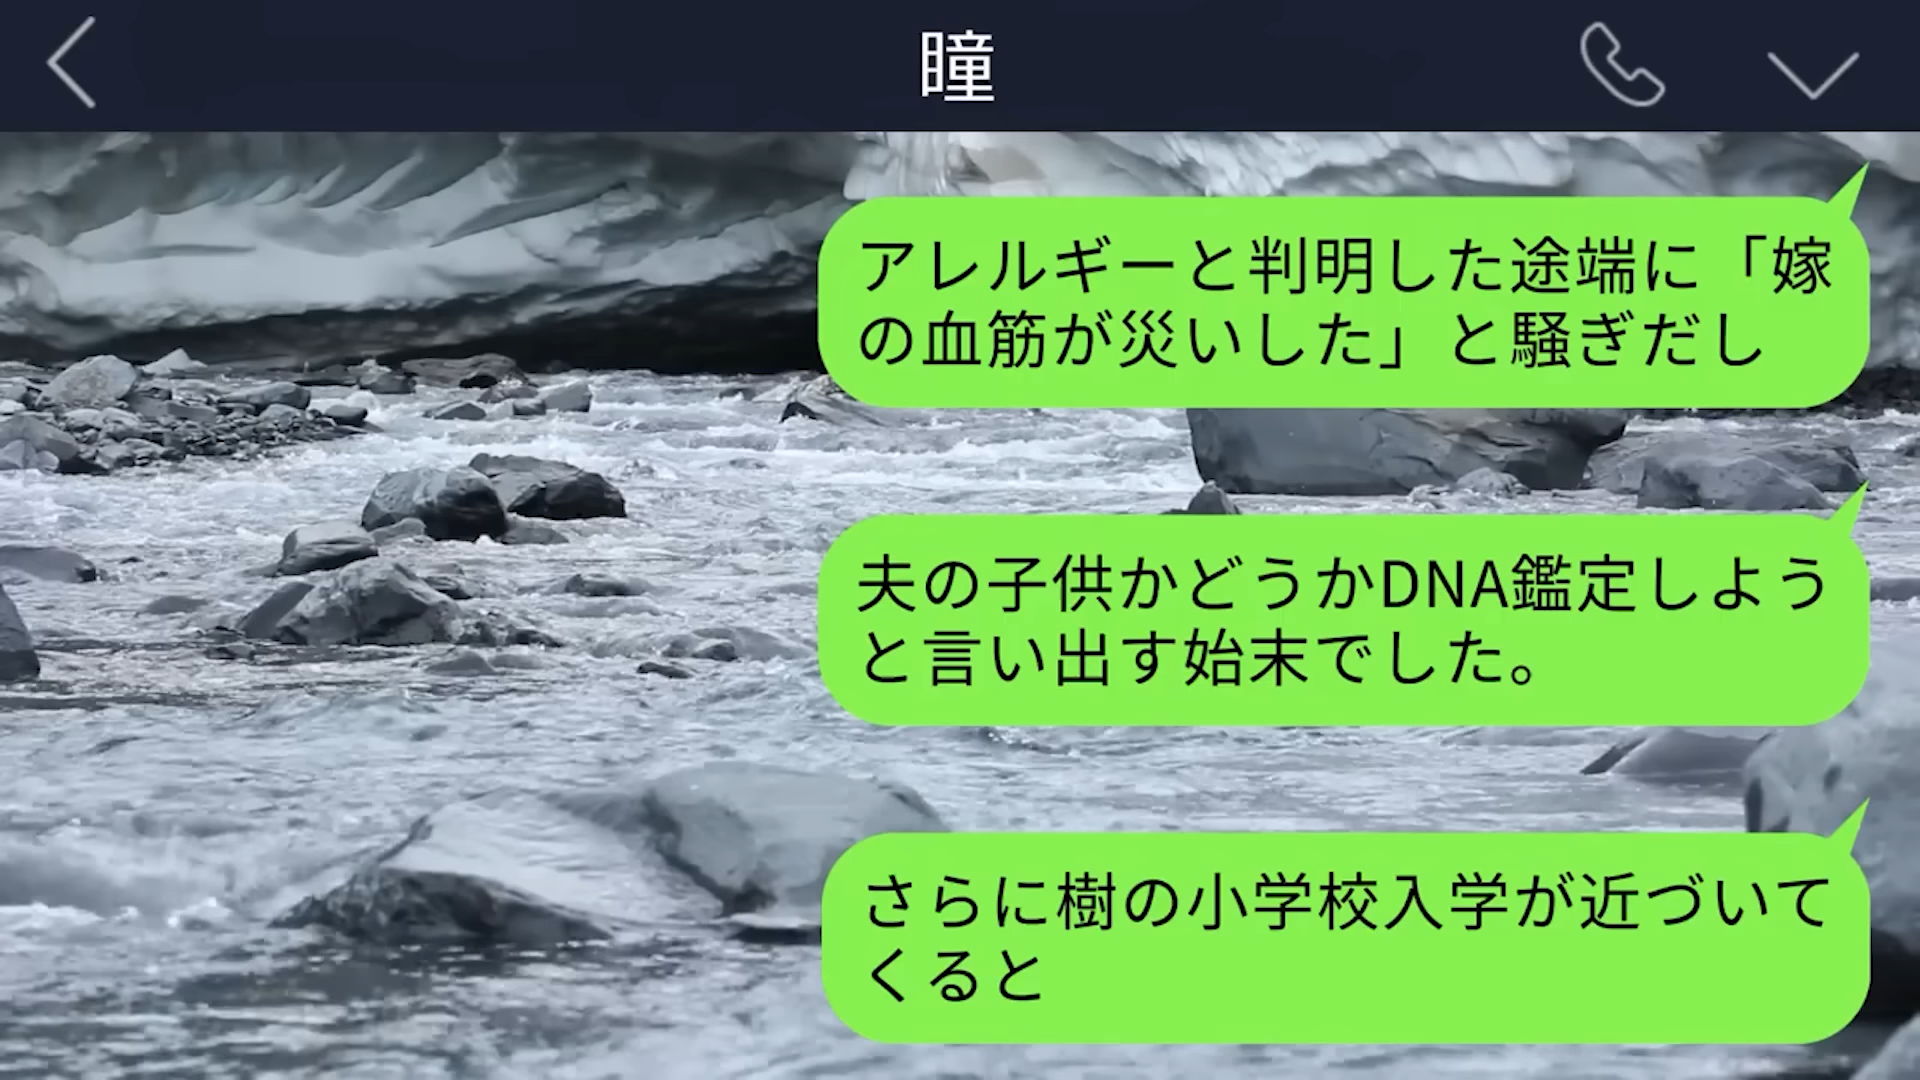 瞳
アレルギーと判明した途端に「嫁
の血筋が災いした」と騒ぎだし
夫の子供かどうかDNA鑑定しよう
と言い出す始末でした。
さらに樹の小学校入学が近づいて
くると